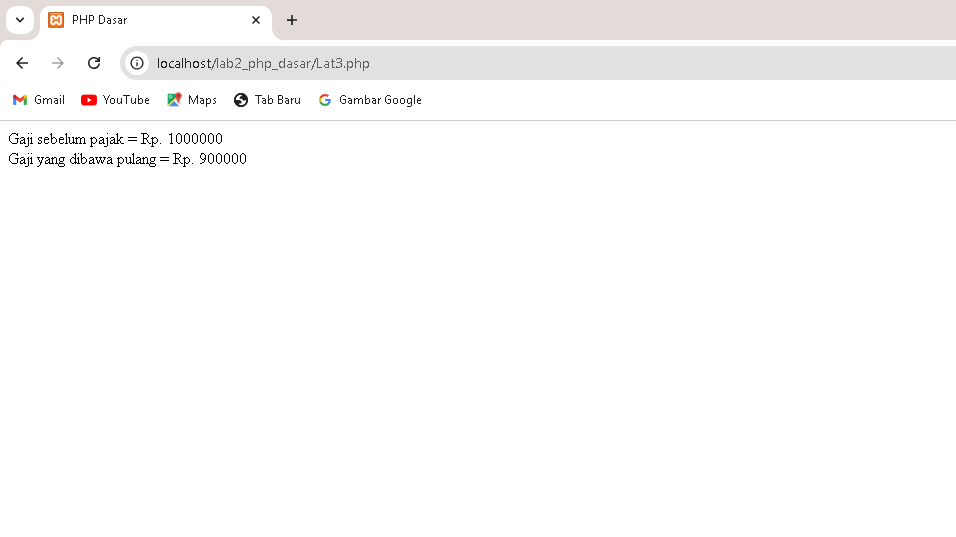 PHP Dasar
localhost/lab2_php_dasar/Lat3.php
Gmail YouTube Maps Tab Baru Gambar Google
Gaji sebelum pajak = Rp. 1000000
Gaji yang dibawa pulang = Rp. 900000